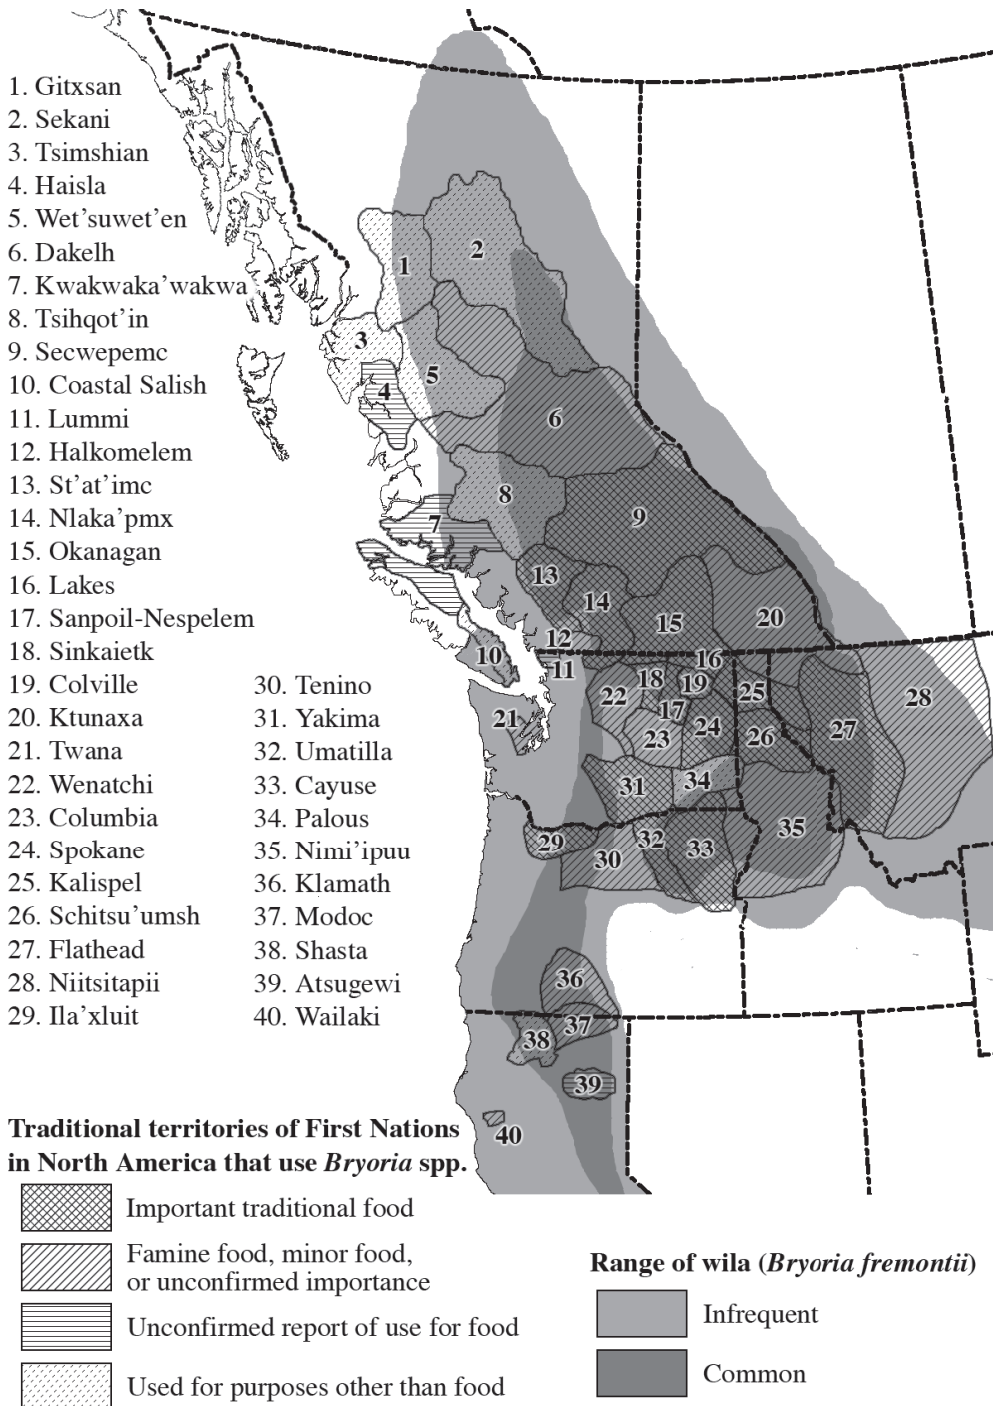 1. Gitxsan
2. Sekani
3. Tsimshian
4. Haisla
5. Wet’suwet’en
6. Dakelh
7. Kwakwaka’wakwa
8. Tsihqot’in
9. Secwepemc
10. Coastal Salish
11. Lummi
12. Halkomelem
13. St’at’imc
14. Nlaka’pmx
15. Okanagan
16. Lakes
17. Sanpoil-Nespelem
18. Sinkaietk
19. Colville
20. Ktunaxa
21. Twana
22. Wenatchi
23. Columbia
24. Spokane
25. Kalispel
26. Schitsu’umsh
27. Flathead
28. Niitsitapii
29. Ila’xluit
30. Tenino
31. Yakima
32. Umatilla
33. Cayuse
34. Palous
35. Nimi’ipuu
36. Klamath
37. Modoc
38. Shasta
39. Atsugewi
40. Wailaki
1
2
3
4
5
6
7
8
9
10
11
12
13
14
15
16
17
18
19
20
21
22
23
24
25
26
27
28
29
30
31
32
33
34
35
36
37
38
39
40
Traditional territories of First Nations
in North America that use Bryoria spp.
Important traditional food
Famine food, minor food,
or unconfirmed importance
Unconfirmed report of use for food
Used for purposes other than food
Range of wila (Bryoria fremontii)
Infrequent
Common